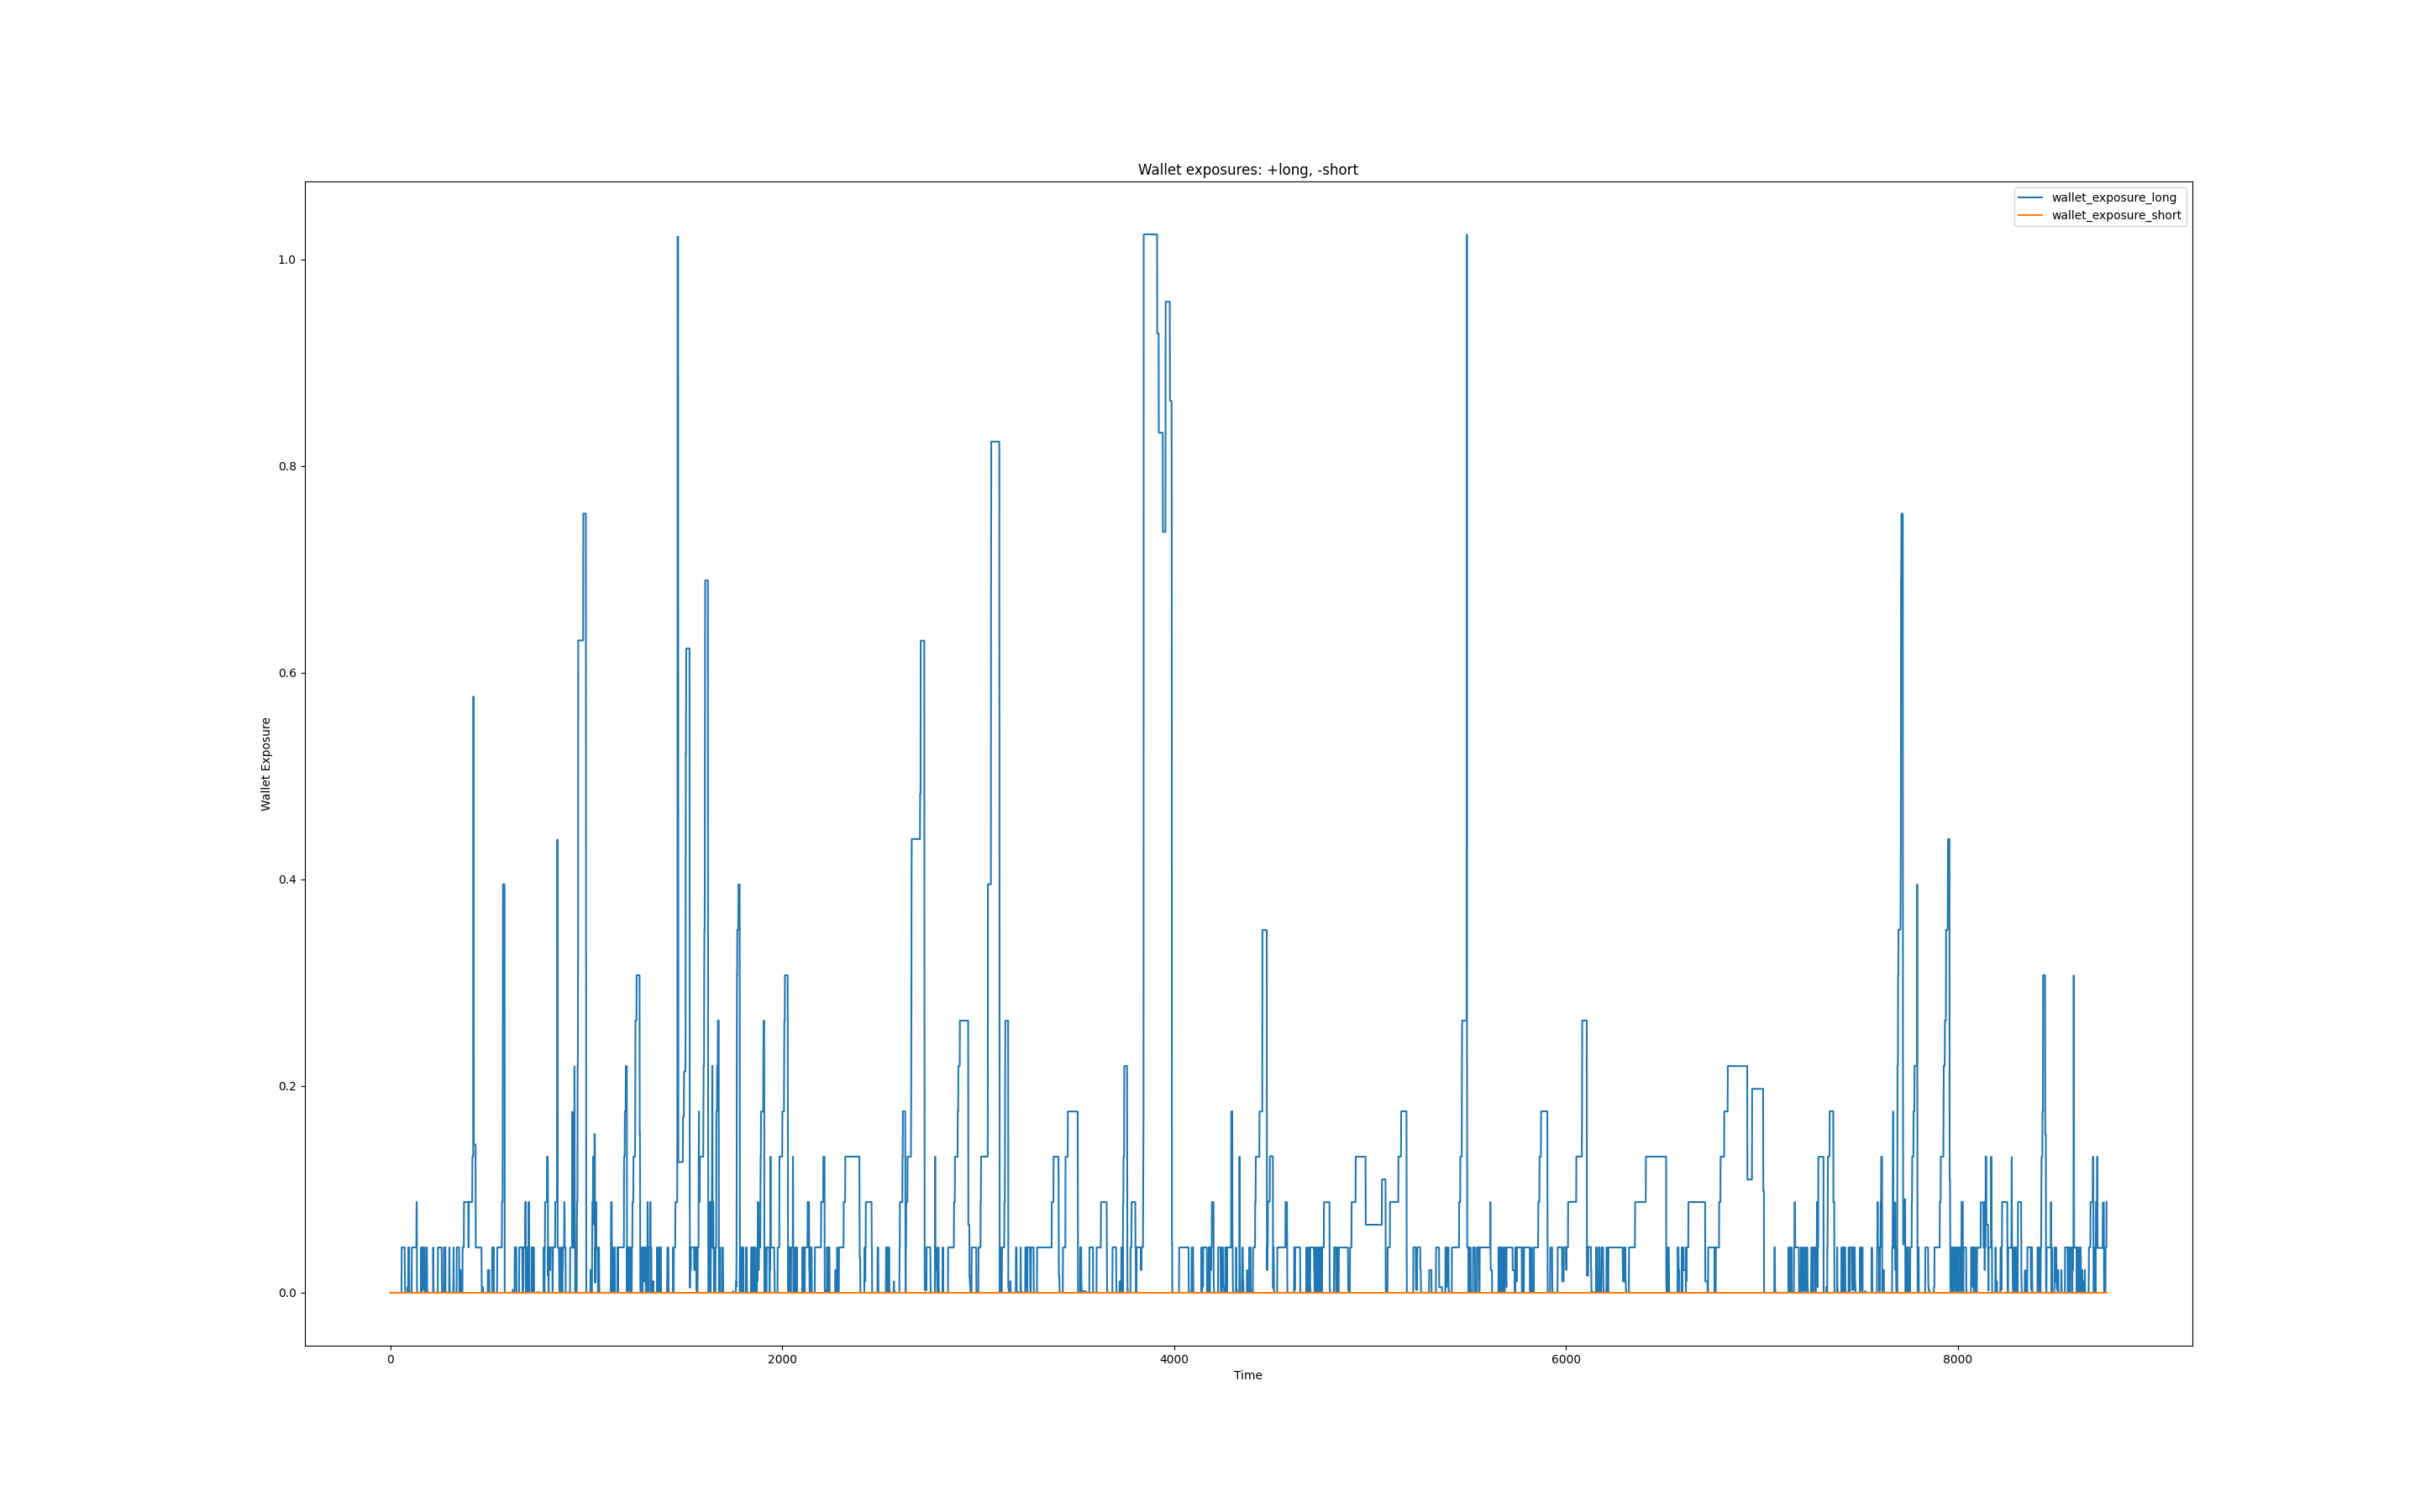 Wallet exposures: +long, -short
wallet_exposure_long
wallet_exposure_short
1.0
0.8
0.6
0.4
0.2
0.0
Wallet Exposure
0 2000 4000 6000 8000
Time